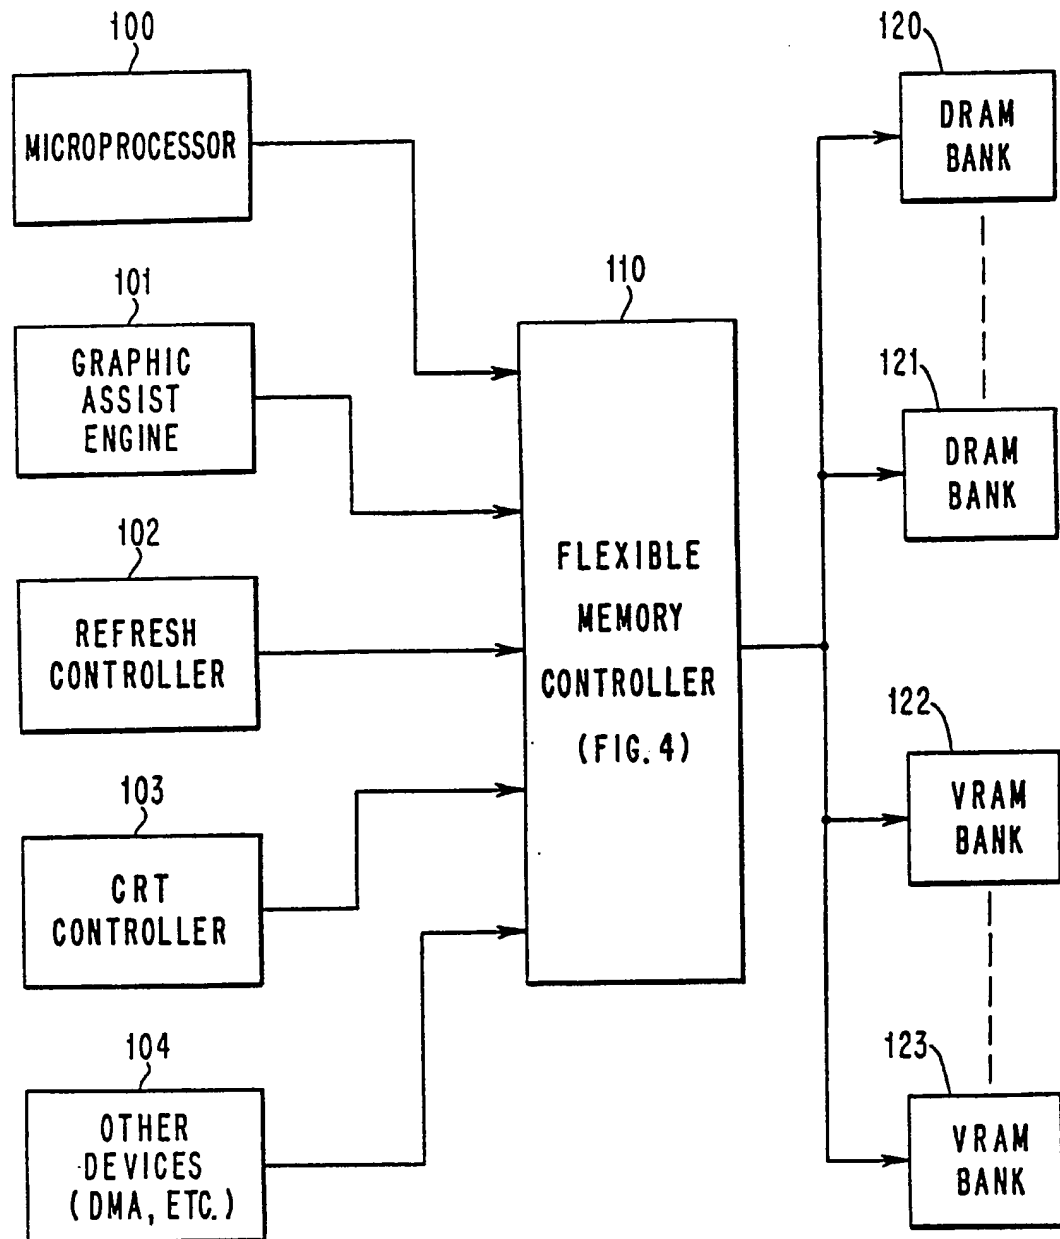 100
MICROPROCESSOR
101
GRAPHIC
ASSIST
ENGINE
102
REFRESH
CONTROLLER
103
CRT
CONTROLLER
104
OTHER
DEVICES
(DMA, ETC.)
110
FLEXIBLE
MEMORY
CONTROLLER
(FIG. 4)
120
DRAM
BANK
121
DRAM
BANK
122
VRAM
BANK
123
VRAM
BANK